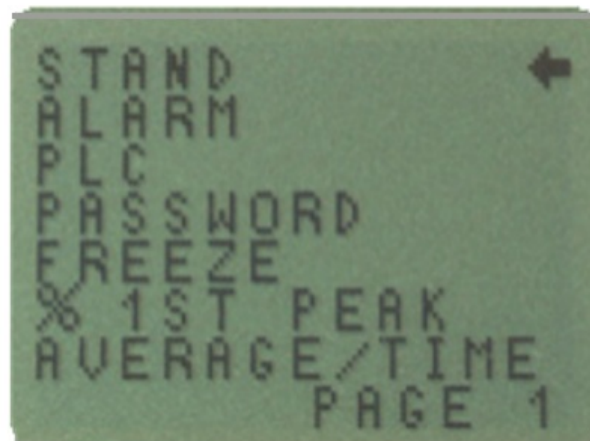 STAND
ALARM
PLC
PASSWORD
FREEZE
% 1ST PEAK
AVERAGE/TIME
PAGE 1